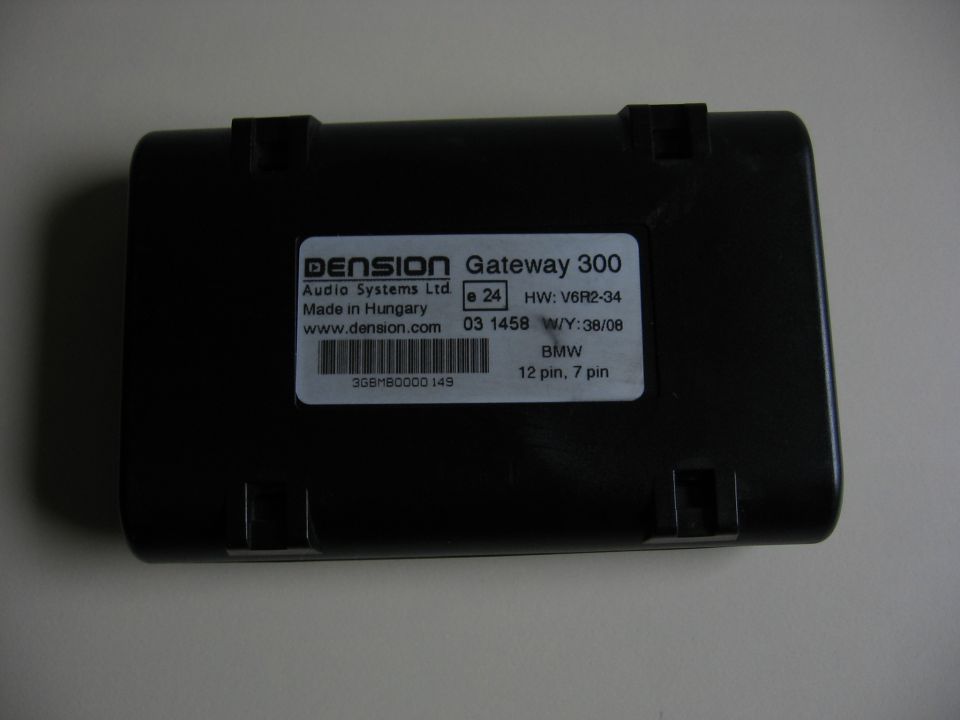 DENSION Gateway 300
Audio Systems Ltd. e 24 HW: V6R2-34
Made in Hungary
www.dension.com 03 1458 W/Y: 38/08
BMW
3GBMB0000149 12 pin, 7 pin